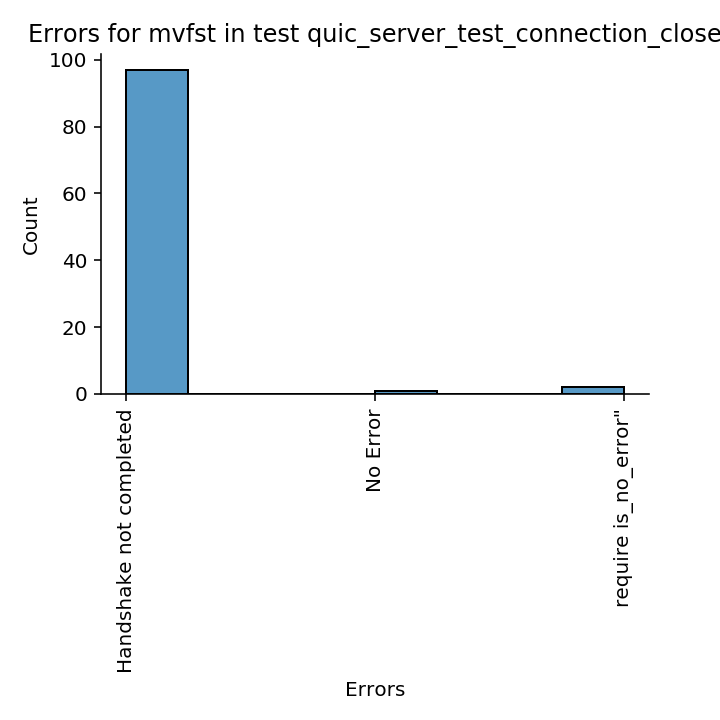 Errors for mvfst in test quic_server_test_connection_close
100
80
60
40
20
0
Count
Handshake not completed
No Error
require is_no_error"
Errors